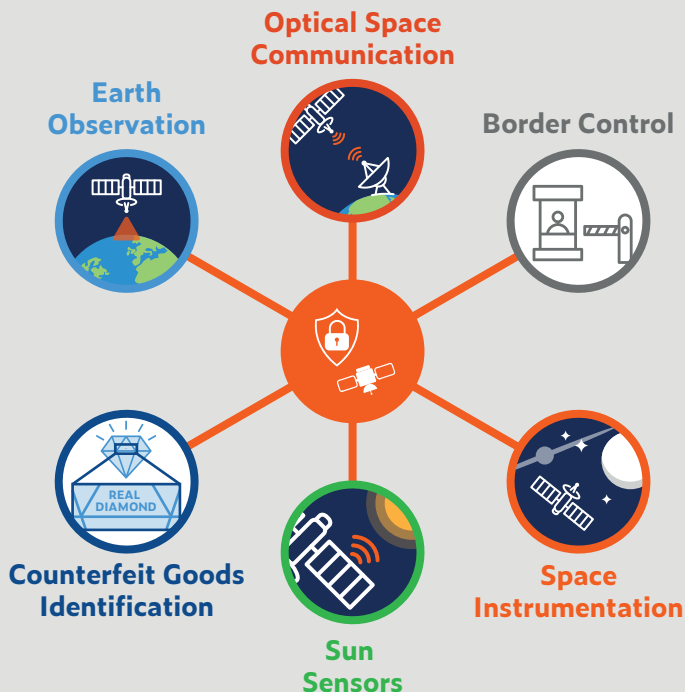 Optical Space
Communication
Earth
Observation
Border Control
REAL
DIAMOND
Counterfeit Goods
Identification
Space
Instrumentation
Sun
Sensors